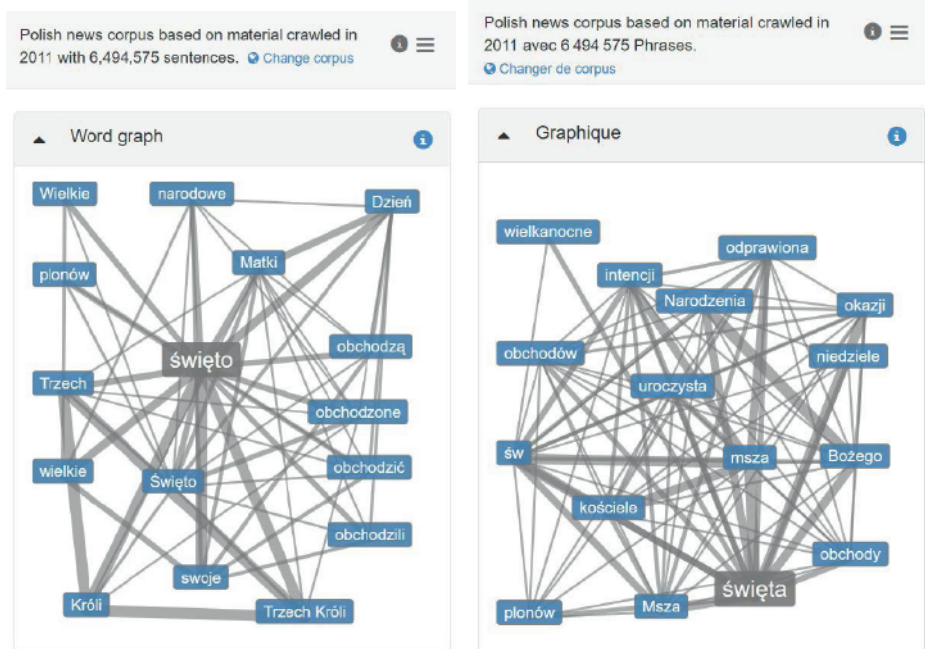 Polish news corpus based on material crawled in
2011 with 6,494,575 sentences. Change corpus
Word graph
Wielkie
narodowe
Dzień
Matki
plonów
święto
obchodzą
Trzech
obchodzone
wielkie
Święto
obchodzić
obchodzili
swoje
Króli
Trzech Króli
Polish news corpus based on material crawled in
2011 avec 6 494 575 Phrases.
Changer de corpus
Graphique
wielkanocne
odprawiona
intencji
Narodzenia
okazji
obchodów
niedziele
uroczysta
św
msza
Bożego
kościele
obchody
święta
plonów
Msza